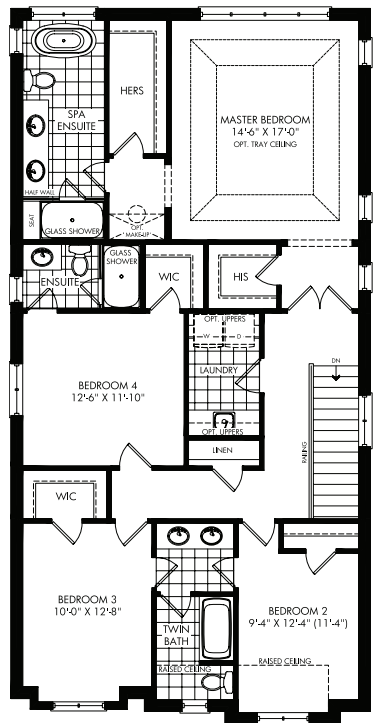 HERS
SPA
ENSUITE
MASTER BEDROOM
14'-6" X 17'-0"
OPT. TRAY CEILING
HALF WALL
SEAT
GLASS SHOWER
OPT.
MAKE-UP
GLASS
SHOWER
ENSUITE
WIC
HIS
OPT. UPPERS
W
D
LAUNDRY
OPT. UPPERS
BEDROOM 4
12'-6" X 11'-10"
DN
RAILING
LINEN
WIC
BEDROOM 3
10'-0" X 12'-8"
BEDROOM 2
9'-4" X 12'-4" (11'-4")
TWIN
BATH
RAISED CEILING
RAISED CEILING